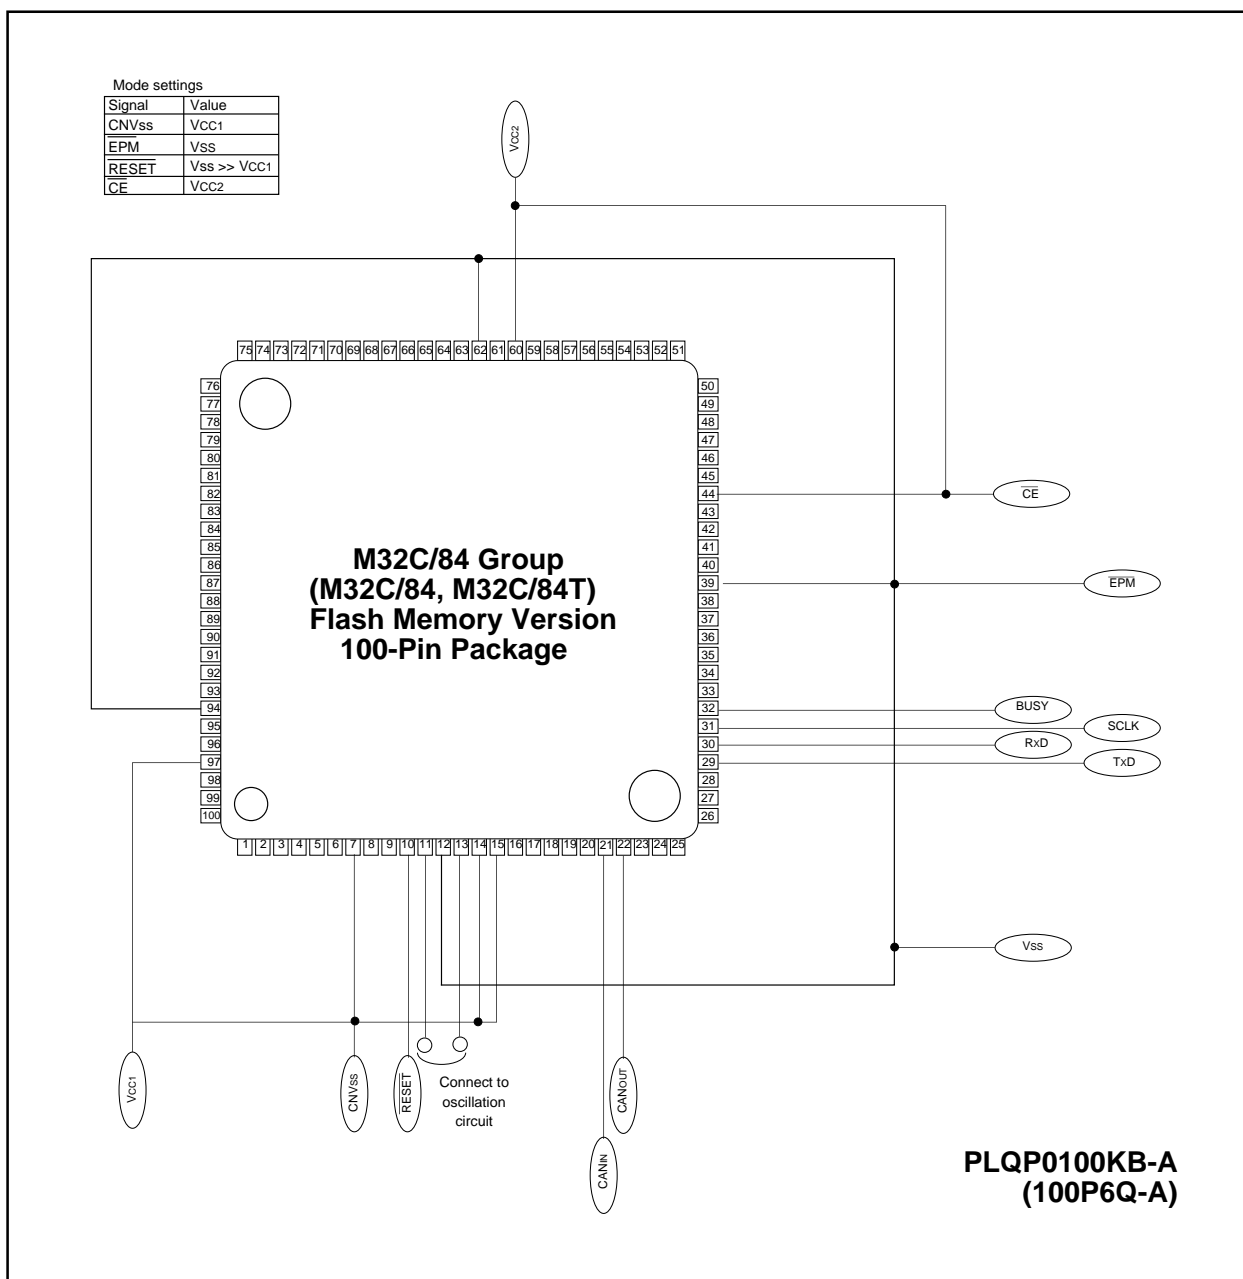 Mode settings
Signal Value
CNVss VCC1
EPM VSS
RESET Vss >> VCC1
CE VCC2
VCC2
75 74 73 72 71 70 69 68 67 66 65 64 63 62 61 60 59 58 57 56 55 54 53 52 51
76
77
78
79
80
81
82
83
84
85
86
87
88
89
90
91
92
93
94
95
96
97
98
99
100
50
49
48
47
46
45
44
43
42
41
40
39
38
37
36
35
34
33
32
31
30
29
28
27
26
M32C/84 Group
(M32C/84, M32C/84T)
Flash Memory Version
100-Pin Package
CE
EPM
BUSY
SCLK
RxD
TxD
1 2 3 4 5 6 7 8 9 10 11 12 13 14 15 16 17 18 19 20 21 22 23 24 25
VSS
VCC1
CNVSS
RESET
Connect to
oscillation
circuit
CANOUT
CANIN
PLQP0100KB-A
(100P6Q-A)